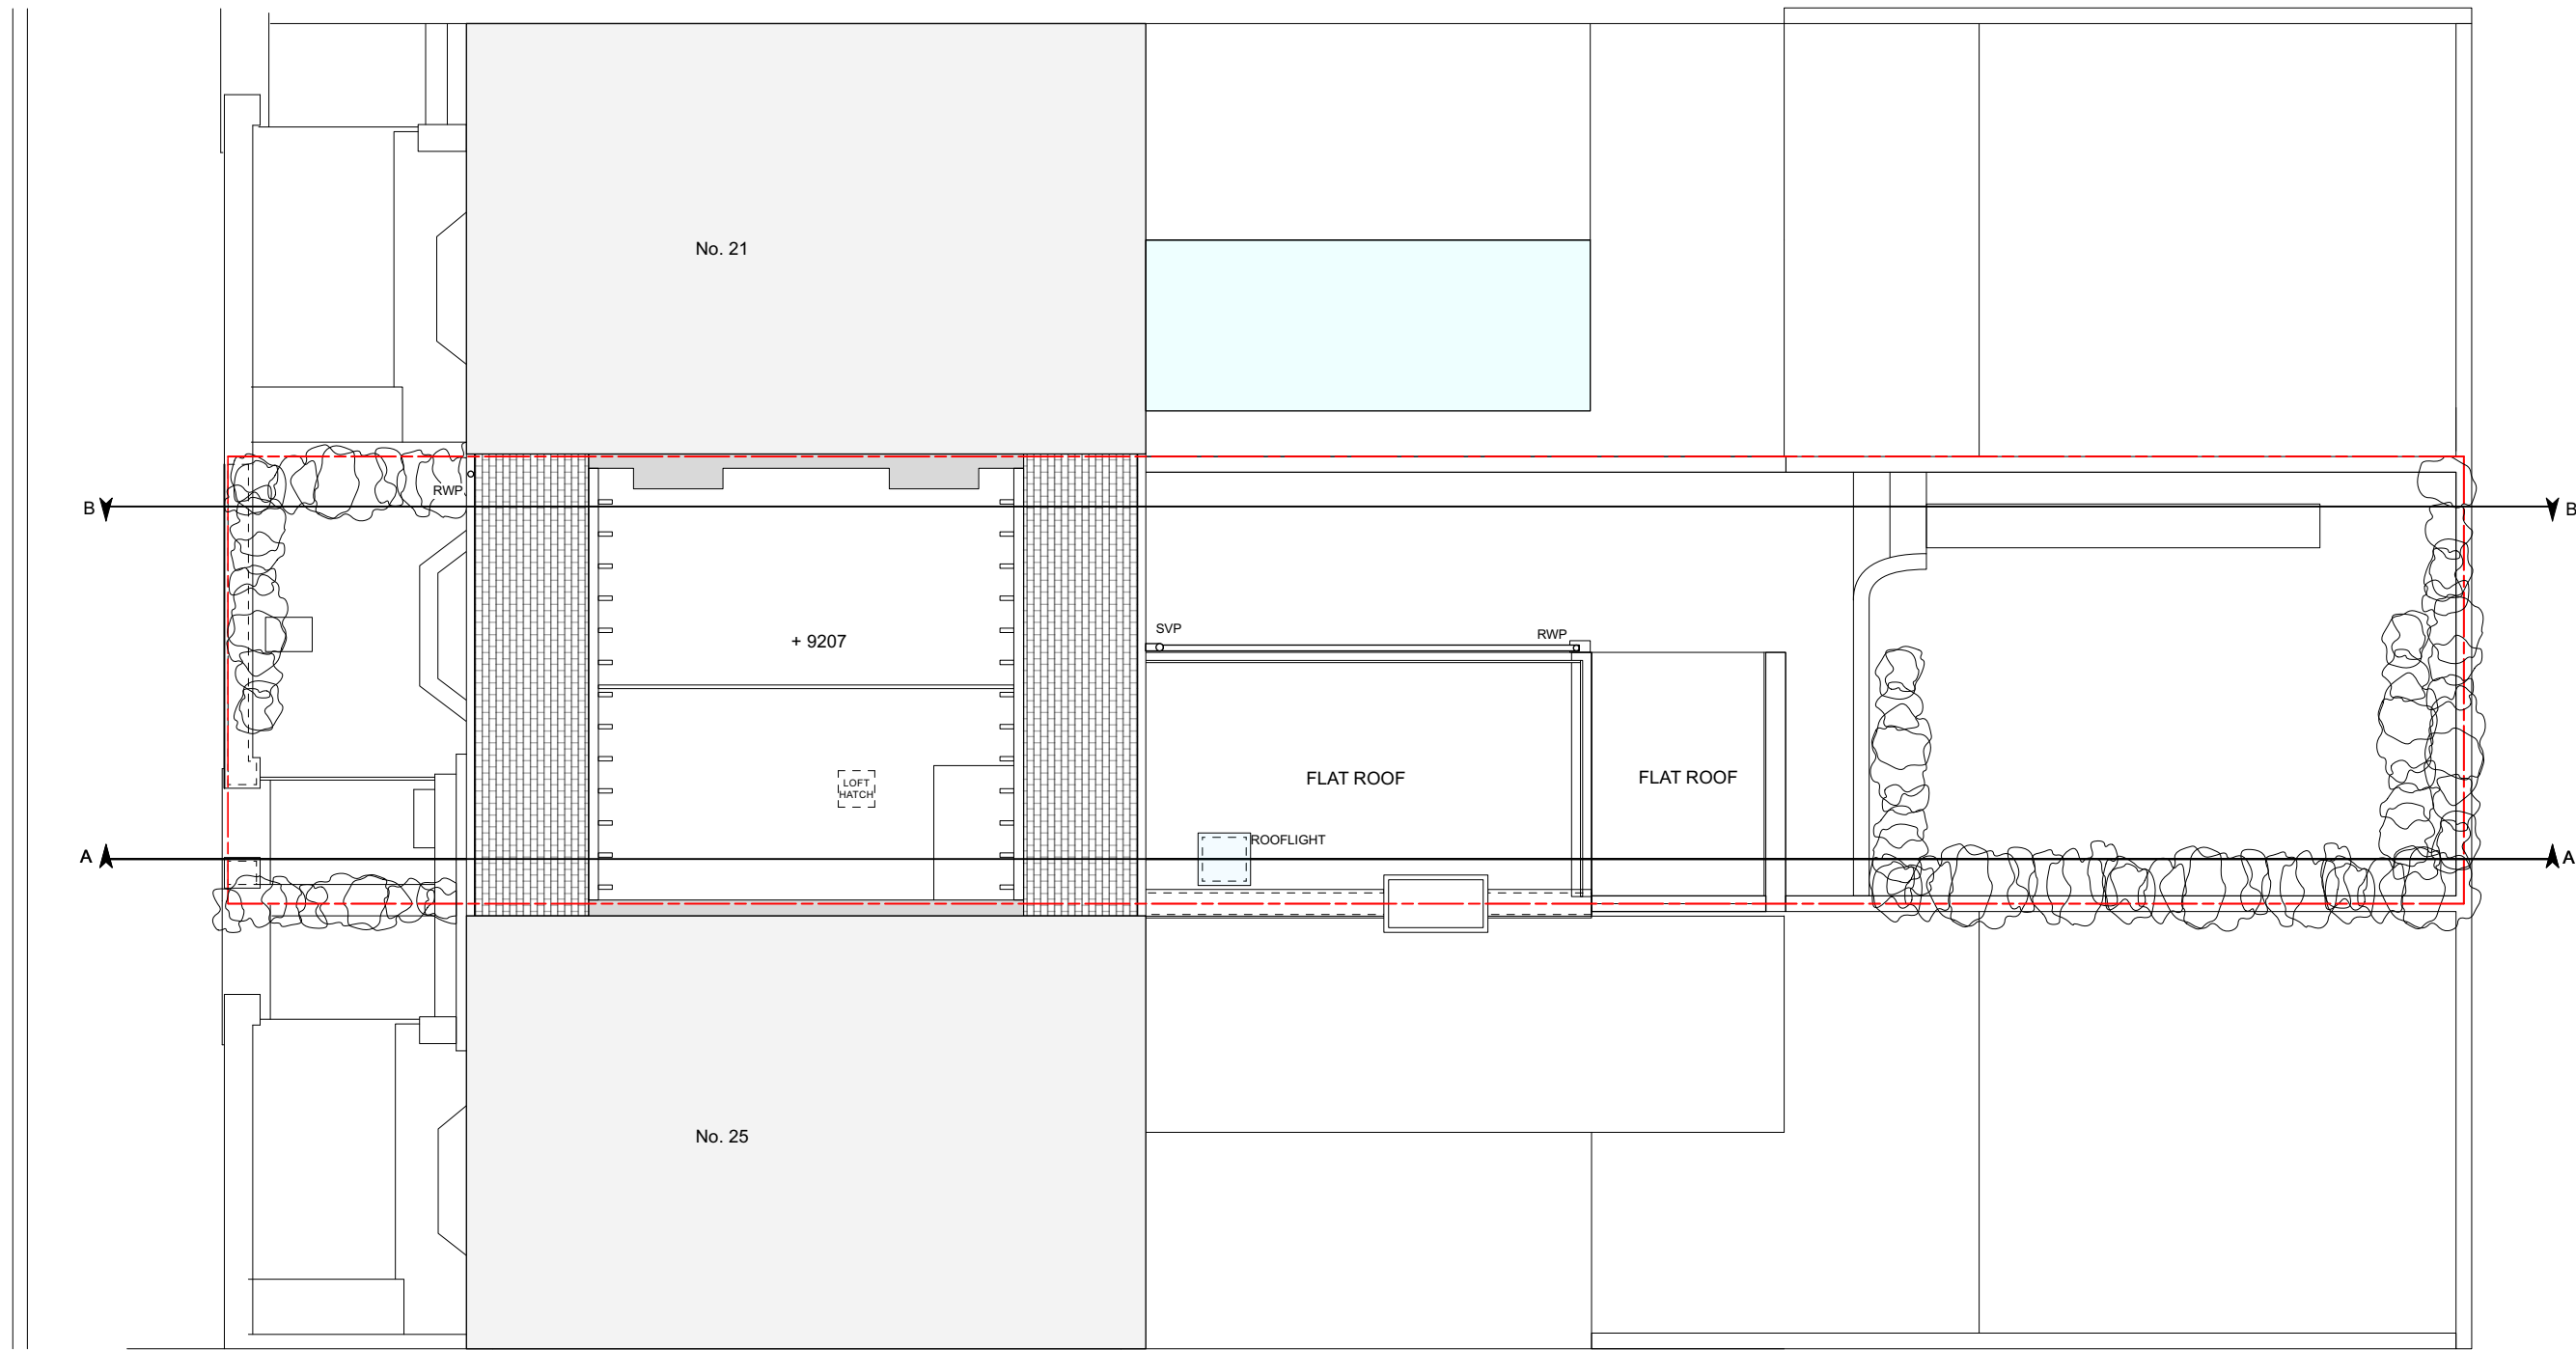 No. 21
RWP
B
B
SVP
RWP
+ 9207
LOFT
HATCH
FLAT ROOF
FLAT ROOF
ROOFLIGHT
A
A
No. 25